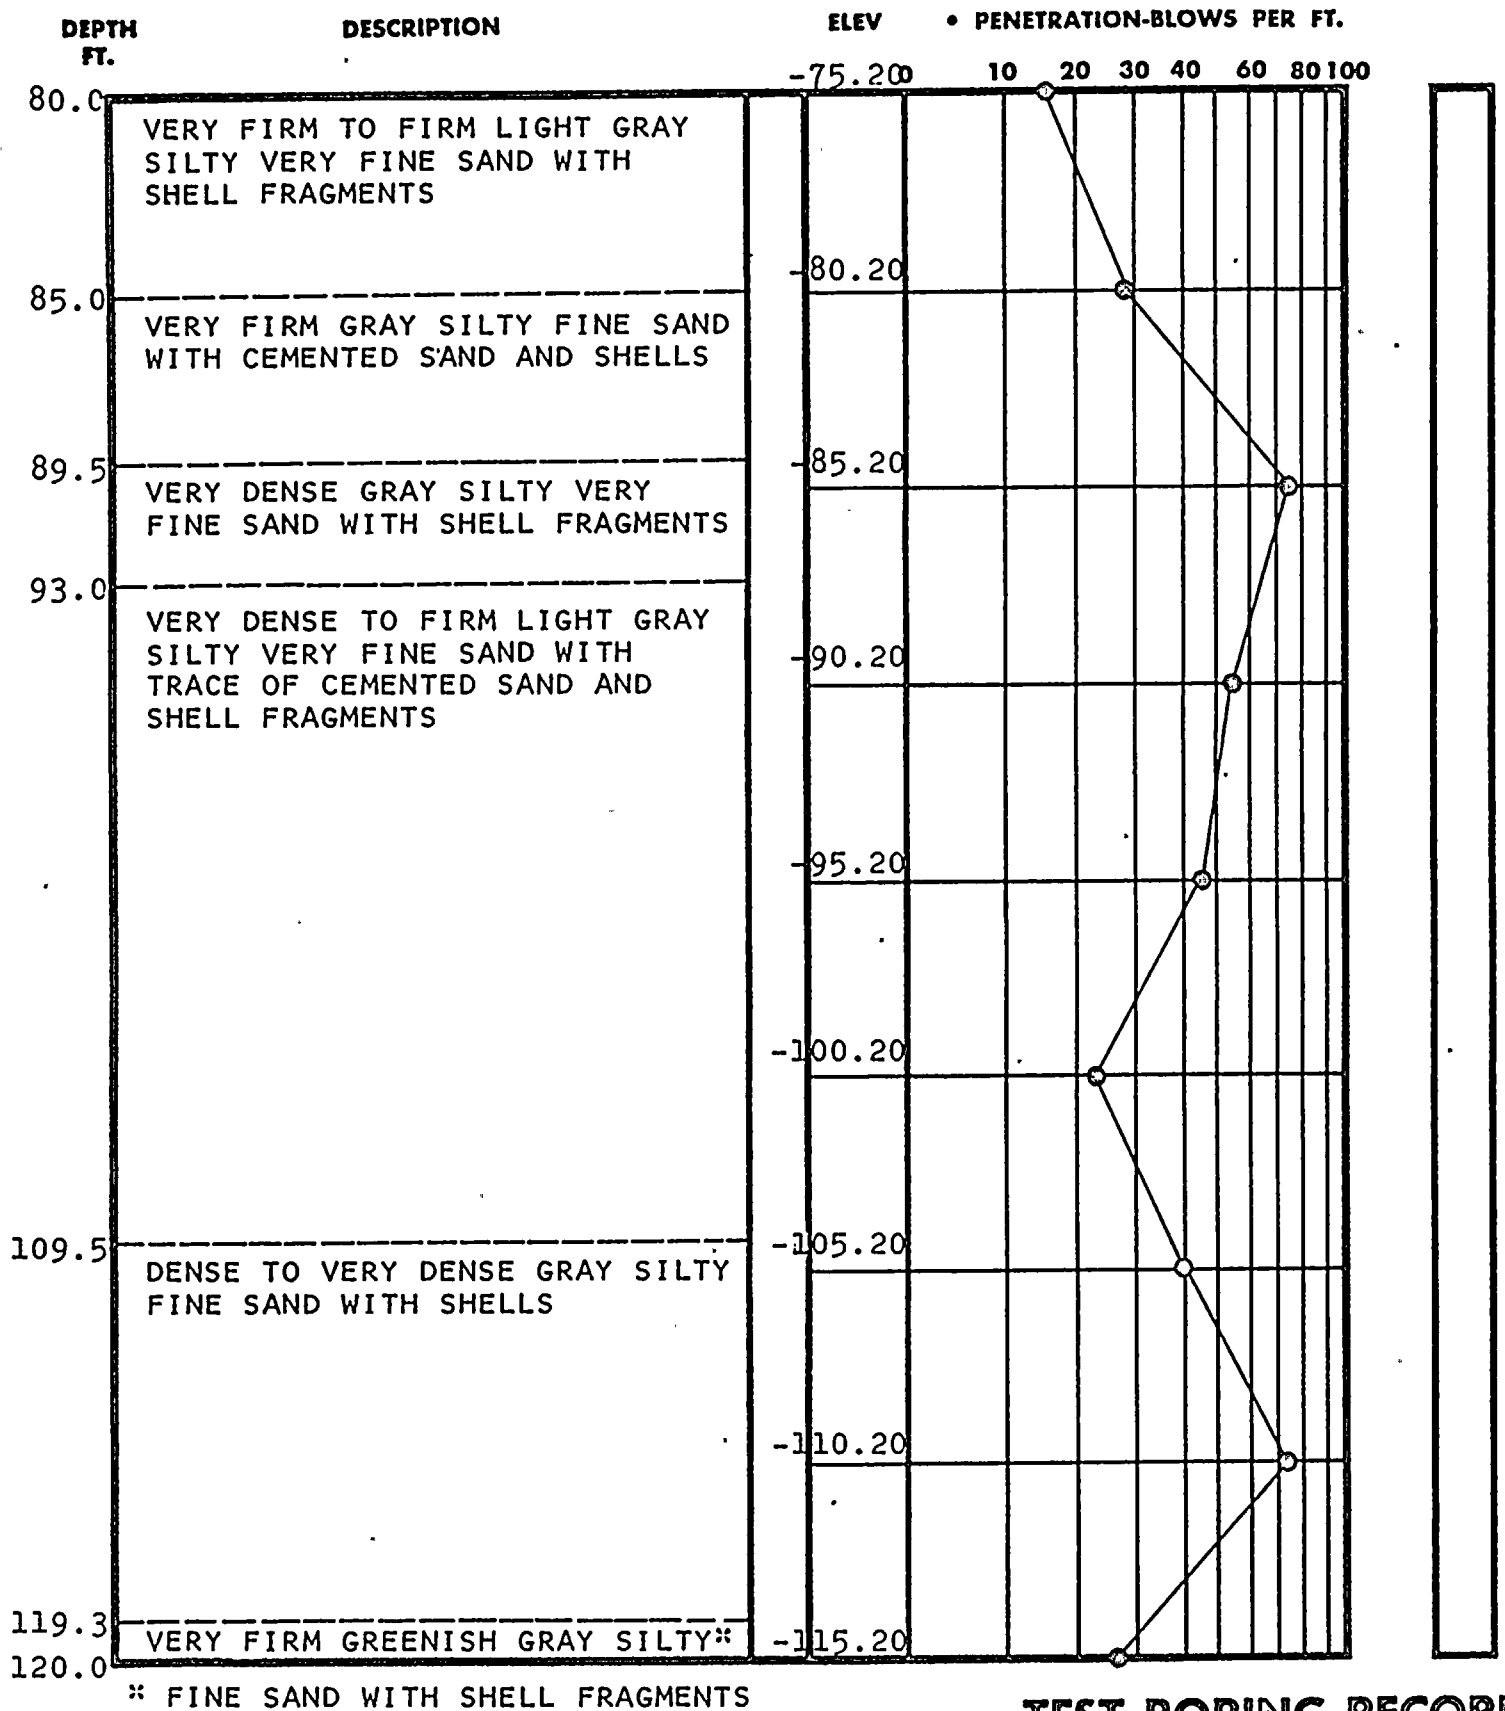 DEPTH FT.
DESCRIPTION
ELEV
• PENETRATION-BLOWS PER FT.
-75.20
0 10 20 30 40 60 80 100
80.0
VERY FIRM TO FIRM LIGHT GRAY
SILTY VERY FINE SAND WITH
SHELL FRAGMENTS
-80.20
85.0
VERY FIRM GRAY SILTY FINE SAND
WITH CEMENTED SAND AND SHELLS
-85.20
89.5
VERY DENSE GRAY SILTY VERY
FINE SAND WITH SHELL FRAGMENTS
93.0
VERY DENSE TO FIRM LIGHT GRAY
SILTY VERY FINE SAND WITH
TRACE OF CEMENTED SAND AND
SHELL FRAGMENTS
-90.20
-95.20
-100.20
109.5
-105.20
DENSE TO VERY DENSE GRAY SILTY
FINE SAND WITH SHELLS
-110.20
119.3
VERY FIRM GREENISH GRAY SILTY*
-115.20
120.0
* FINE SAND WITH SHELL FRAGMENTS
TEST BORING RECOR